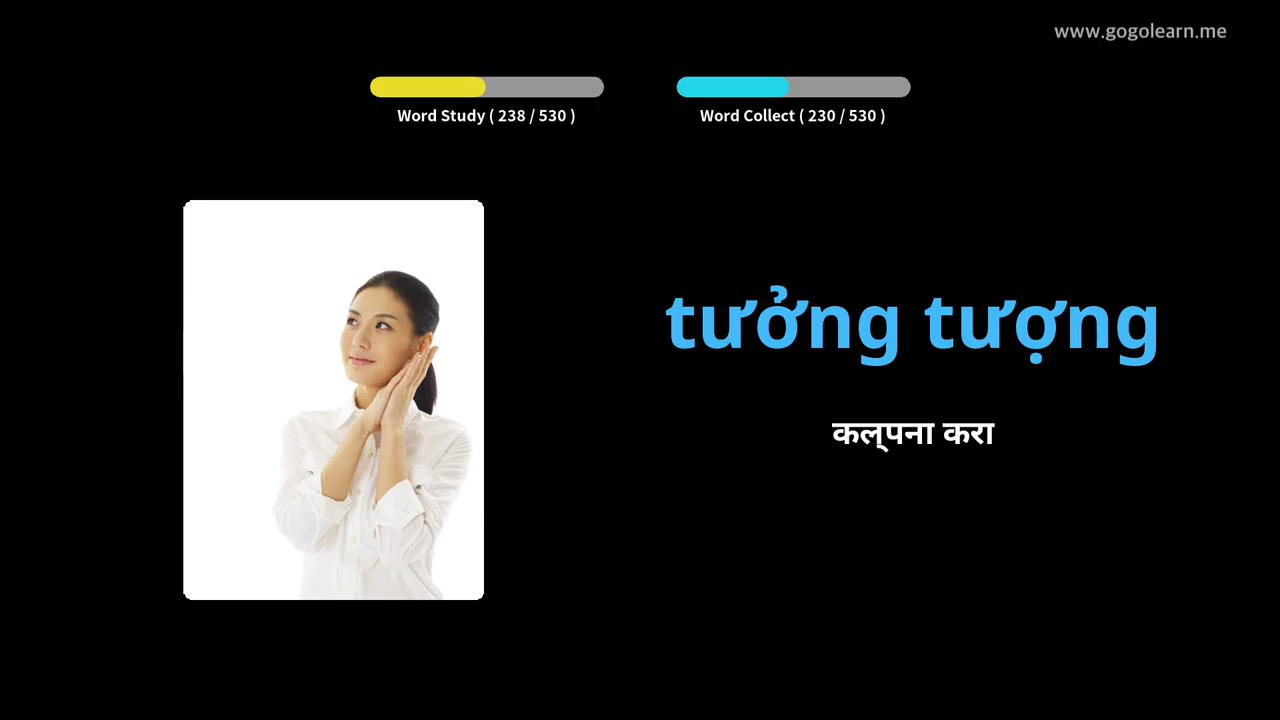 www.gogolearn.me
Word Study ( 238 / 530 )
Word Collect ( 230 / 530 )
tưởng tượng
कल्पना करा